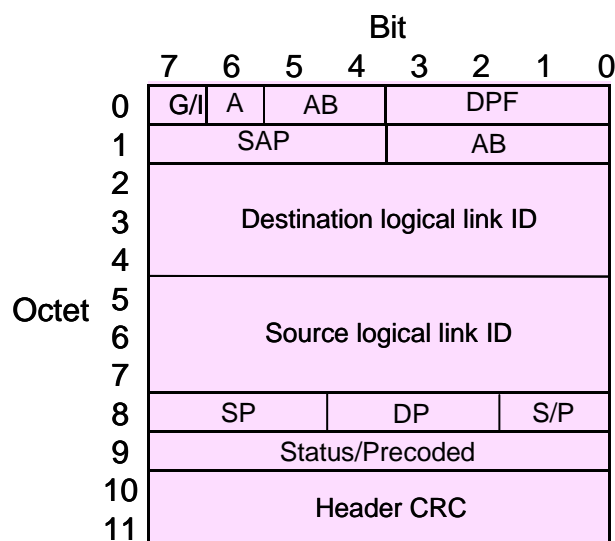 Bit
7 6 5 4 3 2 1 0
0 G/I A AB DPF
1 SAP AB
2
3 Destination logical link ID
4
5
Octet 6 Source logical link ID
7
8 SP DP S/P
9 Status/Precoded
10
Header CRC
11